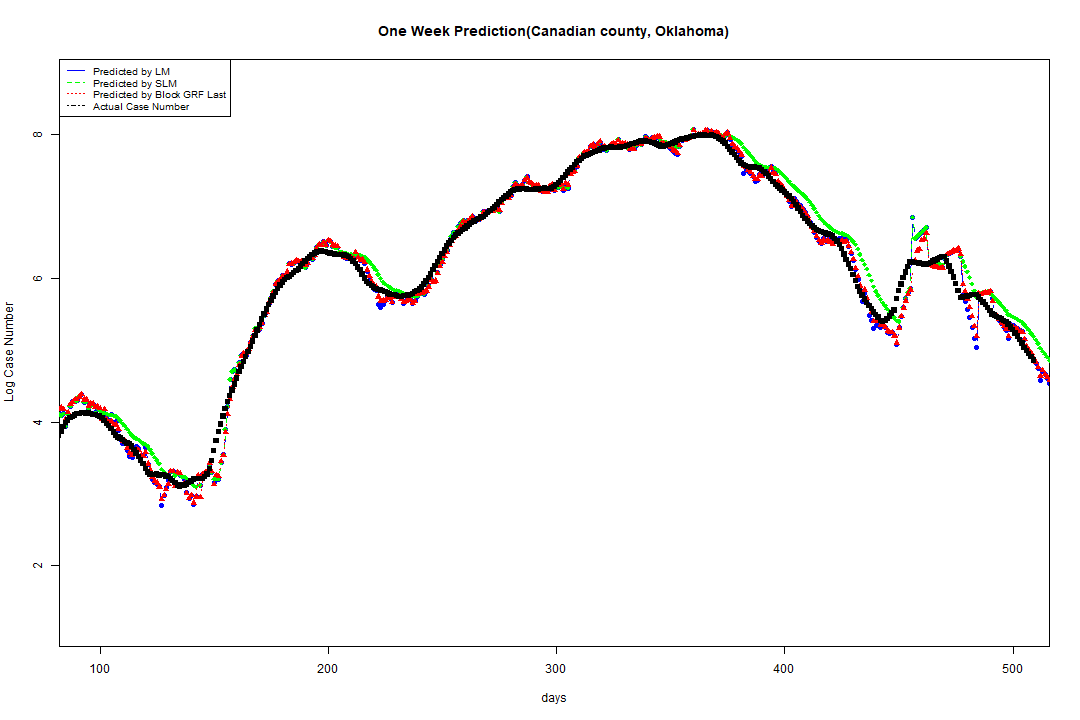 One Week Prediction(Canadian county, Oklahoma)
Predicted by LM
Predicted by SLM
Predicted by Block GRF Last
Actual Case Number
8
6
4
2
Log Case Number
100 200 300 400 500
days